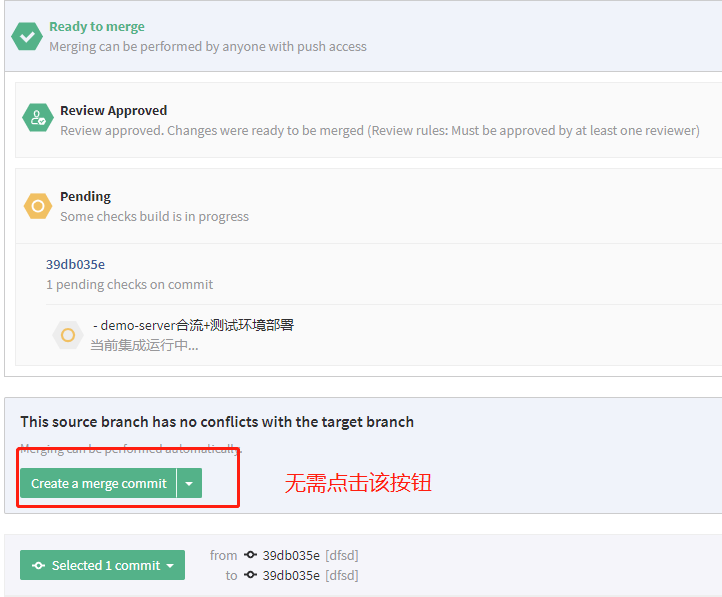 Ready to merge
Merging can be performed by anyone with push access
Review Approved
Review approved. Changes were ready to be merged (Review rules: Must be approved by at least one reviewer)
Pending
Some checks build is in progress
39db035e
1 pending checks on commit
- demo-server合流+测试环境部署
当前集成运行中...
This source branch has no conflicts with the target branch
Merging can be performed automatically.
Create a merge commit
无需点击该按钮
Selected 1 commit
from 39db035e [dfsd]
to 39db035e [dfsd]